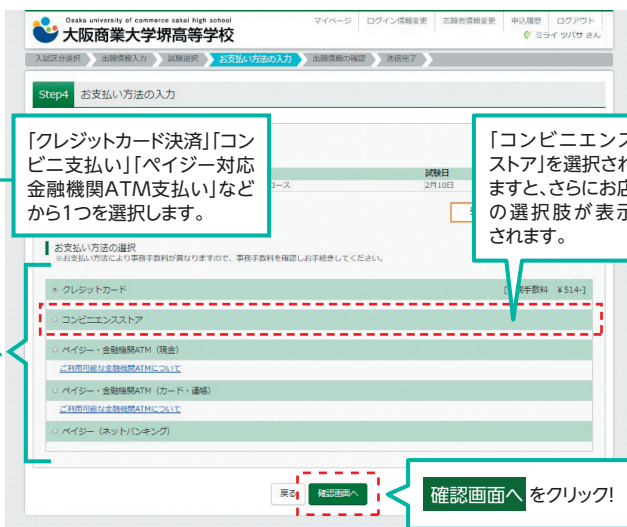 Osaka university of commerce sakai high school
大阪商業大学堺高等学校
マイページ ログイン情報変更 志願者情報変更 申込履歴 ログアウト
ミライ ツバサ さん
入試区分選択 出願情報入力 試験選択 お支払い方法の入力 出願情報の確認 送信完了
Step4 お支払い方法の入力
「クレジットカード決済」「コン
ビニ支払い」「ペイジー対応
金融機関ATM支払い」など
から1つを選択します。
「コンビニエンス
ストア」を選択され
ますと、さらにお店
の選択肢が表示
されます。
コース
試験日
2月10日
お支払い方法の選択
※お支払い方法により事務手数料が異なりますので、事務手数料を確認しお手続きしてください。
クレジットカード
務手数料 ¥514-]
コンビニエンスストア
ペイジー・金融機関ATM（現金）
ご利用可能な金融機関ATMについて
ペイジー・金融機関ATM（カード・通帳）
ご利用可能な金融機関ATMについて
ペイジー（ネットバンキング）
戻る 確認画面へ
確認画面へ をクリック!